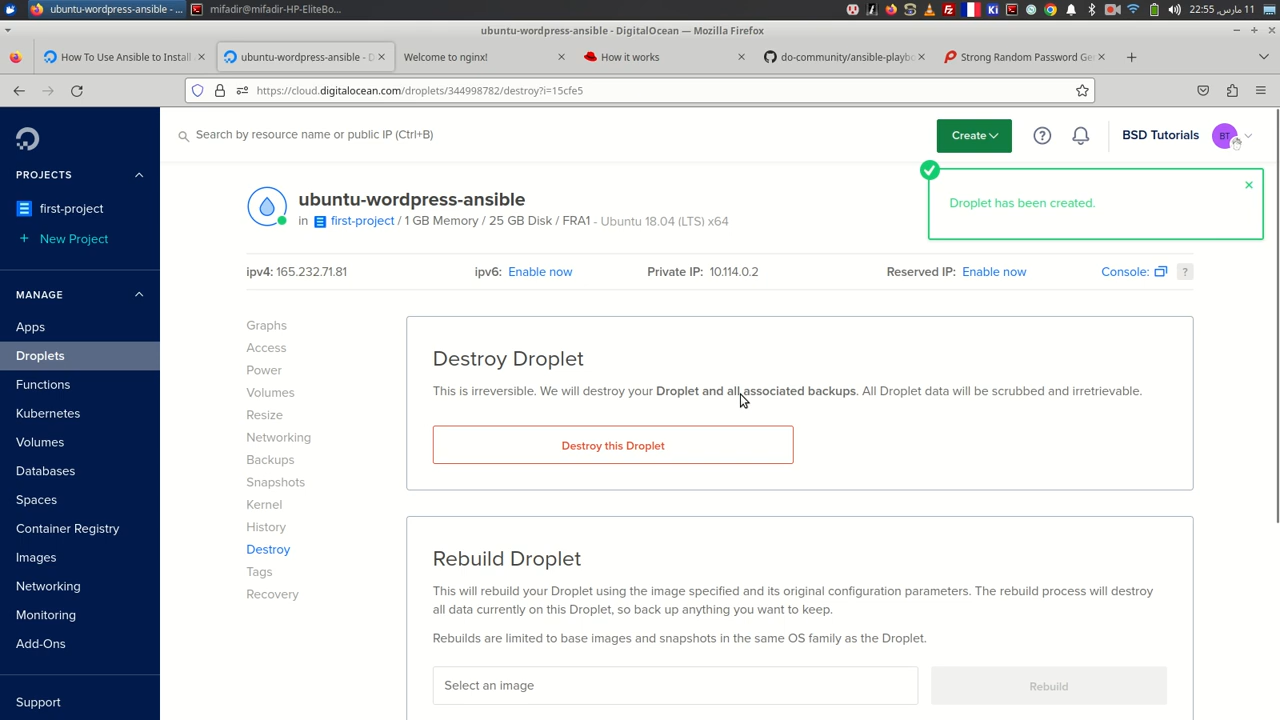 ubuntu-wordpress-ansible - ...
mifadir@mifadir-HP-EliteBo...
Ki
22:55 مارس 11
ubuntu-wordpress-ansible - DigitalOcean — Mozilla Firefox
How To Use Ansible to Install
ubuntu-wordpress-ansible - D
Welcome to nginx!
How it works
do-community/ansible-playbo
Strong Random Password Ge
https://cloud.digitalocean.com/droplets/344998782/destroy?i=15cfe5
Search by resource name or public IP (Ctrl+B)
Create
BSD Tutorials
BT
PROJECTS
first-project
New Project
MANAGE
Apps
Droplets
Functions
Kubernetes
Volumes
Databases
Spaces
Container Registry
Images
Networking
Monitoring
Add-Ons
Support
Droplet has been created.
ubuntu-wordpress-ansible
in first-project / 1 GB Memory / 25 GB Disk / FRA1 - Ubuntu 18.04 (LTS) x64
ipv4: 165.232.71.81 ipv6: Enable now Private IP: 10.114.0.2 Reserved IP: Enable now Console: ?
Graphs
Access
Power
Volumes
Resize
Networking
Backups
Snapshots
Kernel
History
Destroy
Tags
Recovery
Destroy Droplet
This is irreversible. We will destroy your Droplet and all associated backups. All Droplet data will be scrubbed and irretrievable.
Destroy this Droplet
Rebuild Droplet
This will rebuild your Droplet using the image specified and its original configuration parameters. The rebuild process will destroy
all data currently on this Droplet, so back up anything you want to keep.
Rebuilds are limited to base images and snapshots in the same OS family as the Droplet.
Select an image
Rebuild